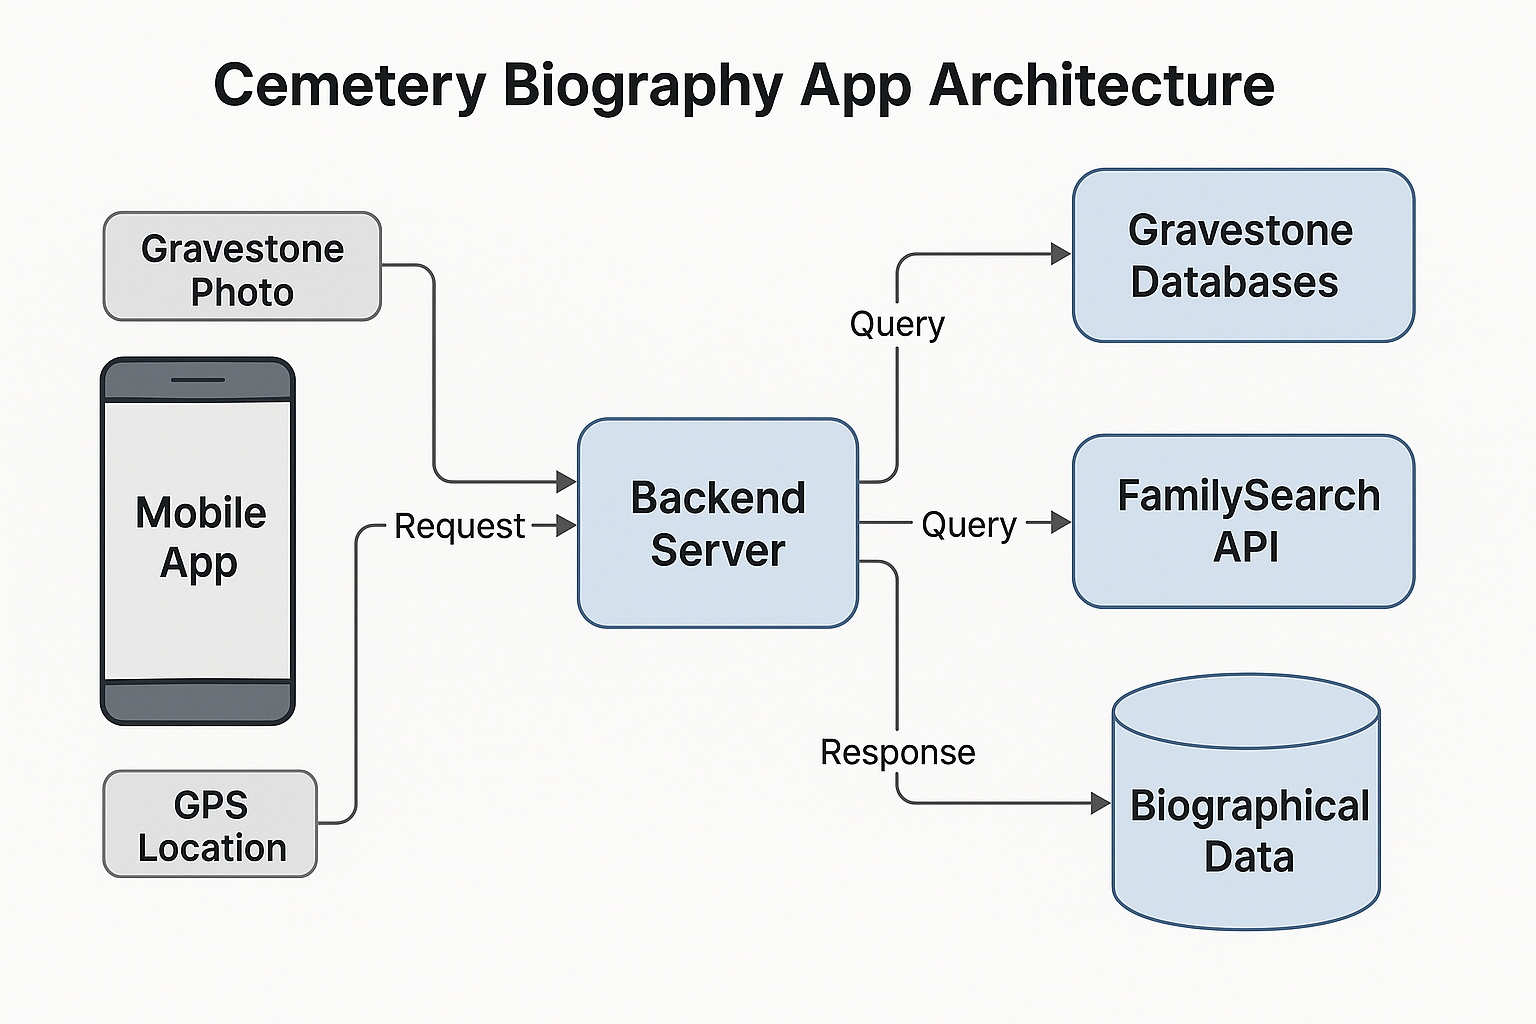 Cemetery Biography App Architecture
Gravestone
Photo
Mobile
App
GPS
Location
Request
Backend
Server
Query
Query
Response
Gravestone
Databases
FamilySearch
API
Biographical
Data